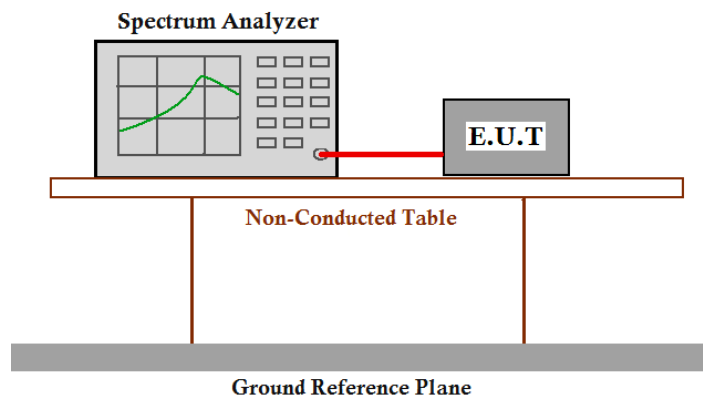 Spectrum Analyzer
E.U.T
Non-Conducted Table
Ground Reference Plane